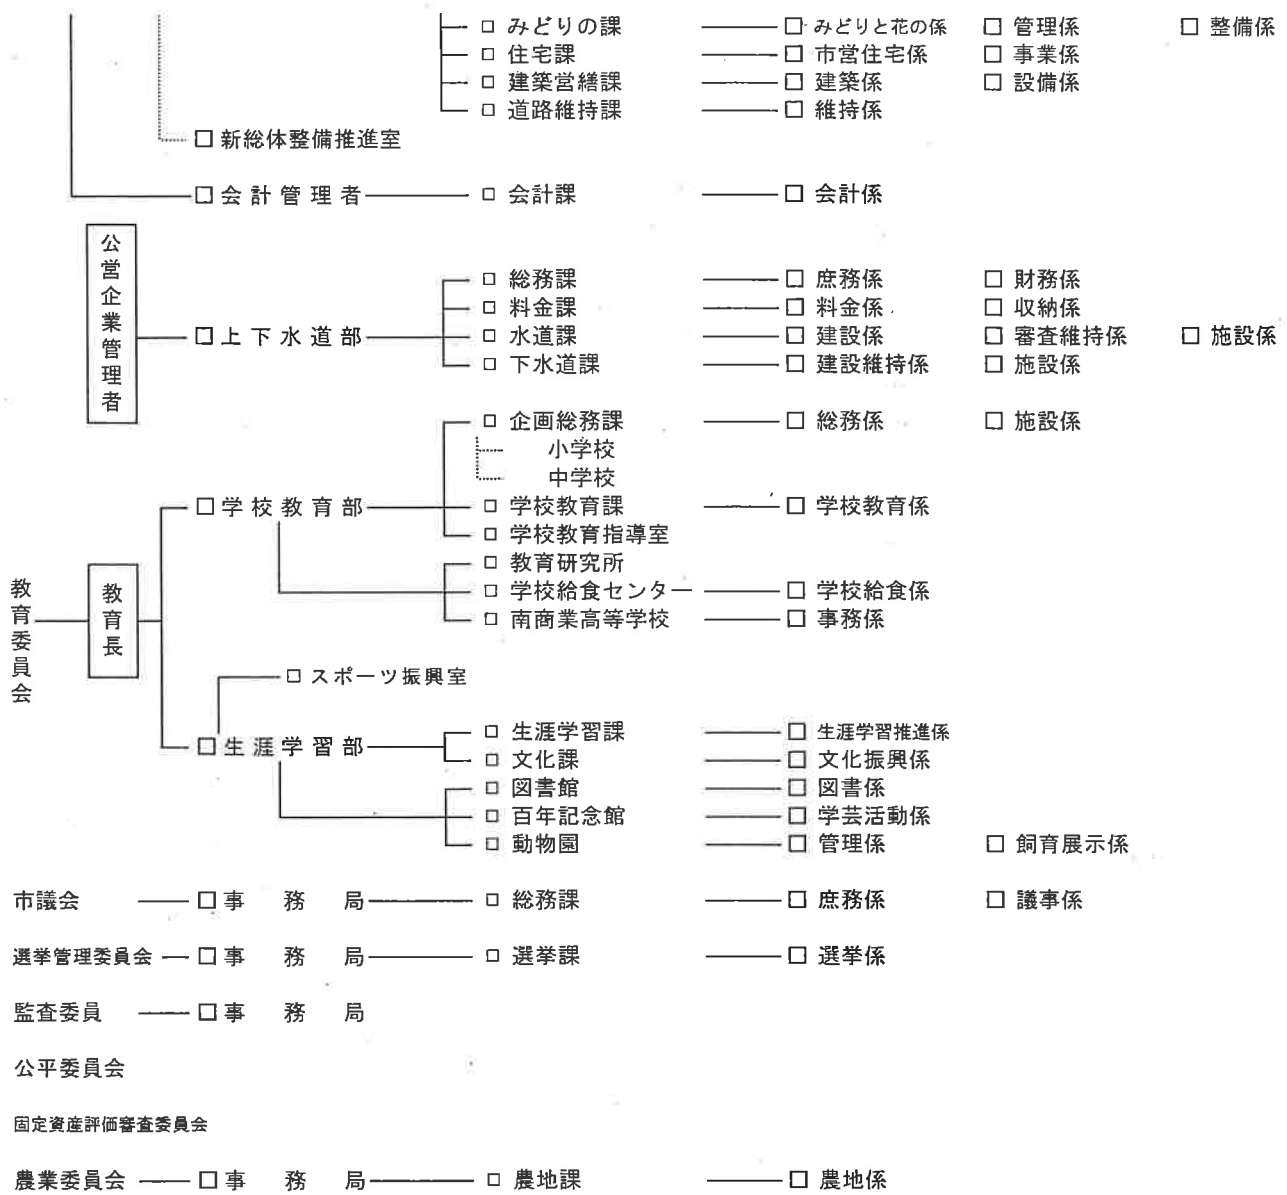 □ みどりの課 □ みどりと花の係 □ 管理係 □ 整備係
□ 住宅課 □ 市営住宅係 □ 事業係
□ 建築営繕課 □ 建築係 □ 設備係
□ 道路維持課 □ 維持係
□ 新総体整備推進室
□ 会計管理者 □ 会計課 □ 会計係
公営企業管理者
□ 総務課 □ 庶務係 □ 財務係
□ 料金課 □ 料金係 □ 収納係
□ 上下水道部 □ 水道課 □ 建設係 □ 審査維持係 □ 施設係
□ 下水道課 □ 建設維持係 □ 施設係
□ 企画総務課 □ 総務係 □ 施設係
小学校
中学校
□ 学校教育部 □ 学校教育課 □ 学校教育係
□ 学校教育指導室
□ 教育研究所
□ 学校給食センター □ 学校給食係
□ 南商業高等学校 □ 事務係
教育委員会
教育長
□ スポーツ振興室
□ 生涯学習部 □ 生涯学習課 □ 生涯学習推進係
□ 文化課 □ 文化振興係
□ 図書館 □ 図書係
□ 百年記念館 □ 学芸活動係
□ 動物園 □ 管理係 □ 飼育展示係
市議会 □ 事務局 □ 総務課 □ 庶務係 □ 議事係
選挙管理委員会 □ 事務局 □ 選挙課 □ 選挙係
監査委員 □ 事務局
公平委員会
固定資産評価審査委員会
農業委員会 □ 事務局 □ 農地課 □ 農地係